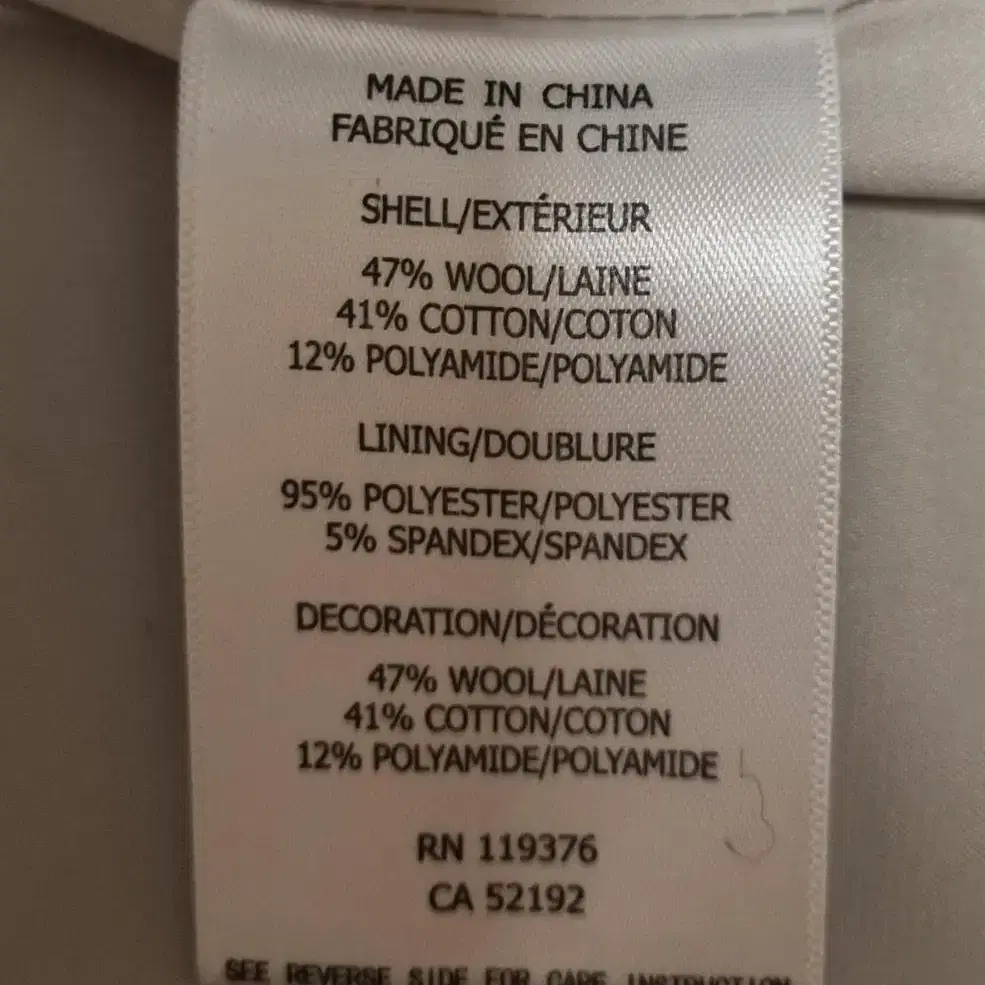 MADE IN CHINA
FABRIQUÉ EN CHINE
SHELL/EXTÉRIEUR
47% WOOL/LAINE
41% COTTON/COTON
12% POLYAMIDE/POLYAMIDE
LINING/DOUBLURE
95% POLYESTER/POLYESTER
5% SPANDEX/SPANDEX
DECORATION/DÉCORATION
47% WOOL/LAINE
41% COTTON/COTON
12% POLYAMIDE/POLYAMIDE
RN 119376
CA 52192
SEE REVERSE SIDE FOR CARE INSTRUCTION